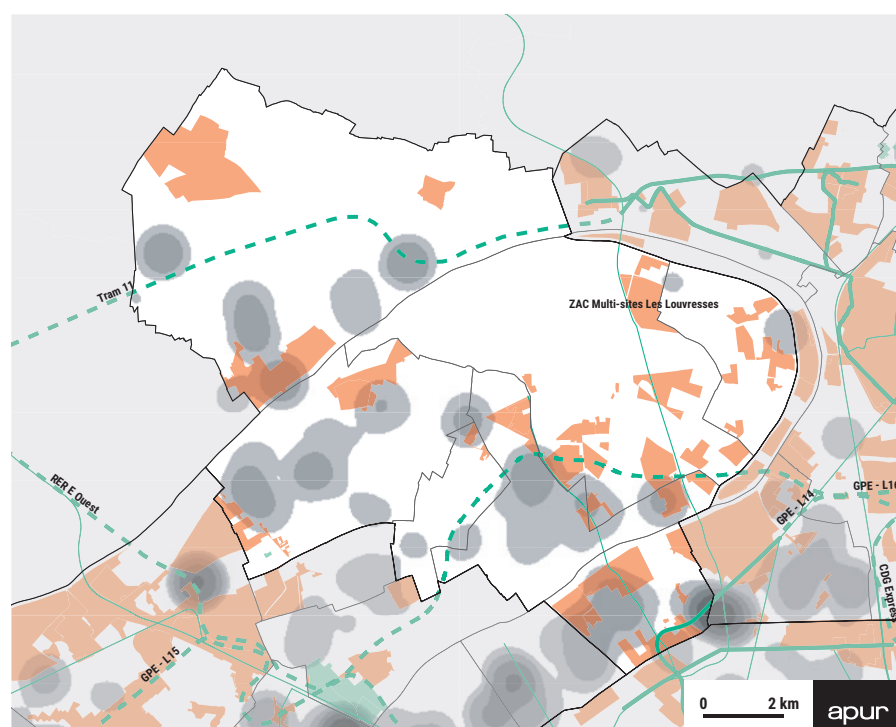 Tram 11
ZAC Multi-sites Les Louvresses
RER E Ouest
GPE - L16
GPE - L14
CDG Express
GPE - L15
0 2 km
apur